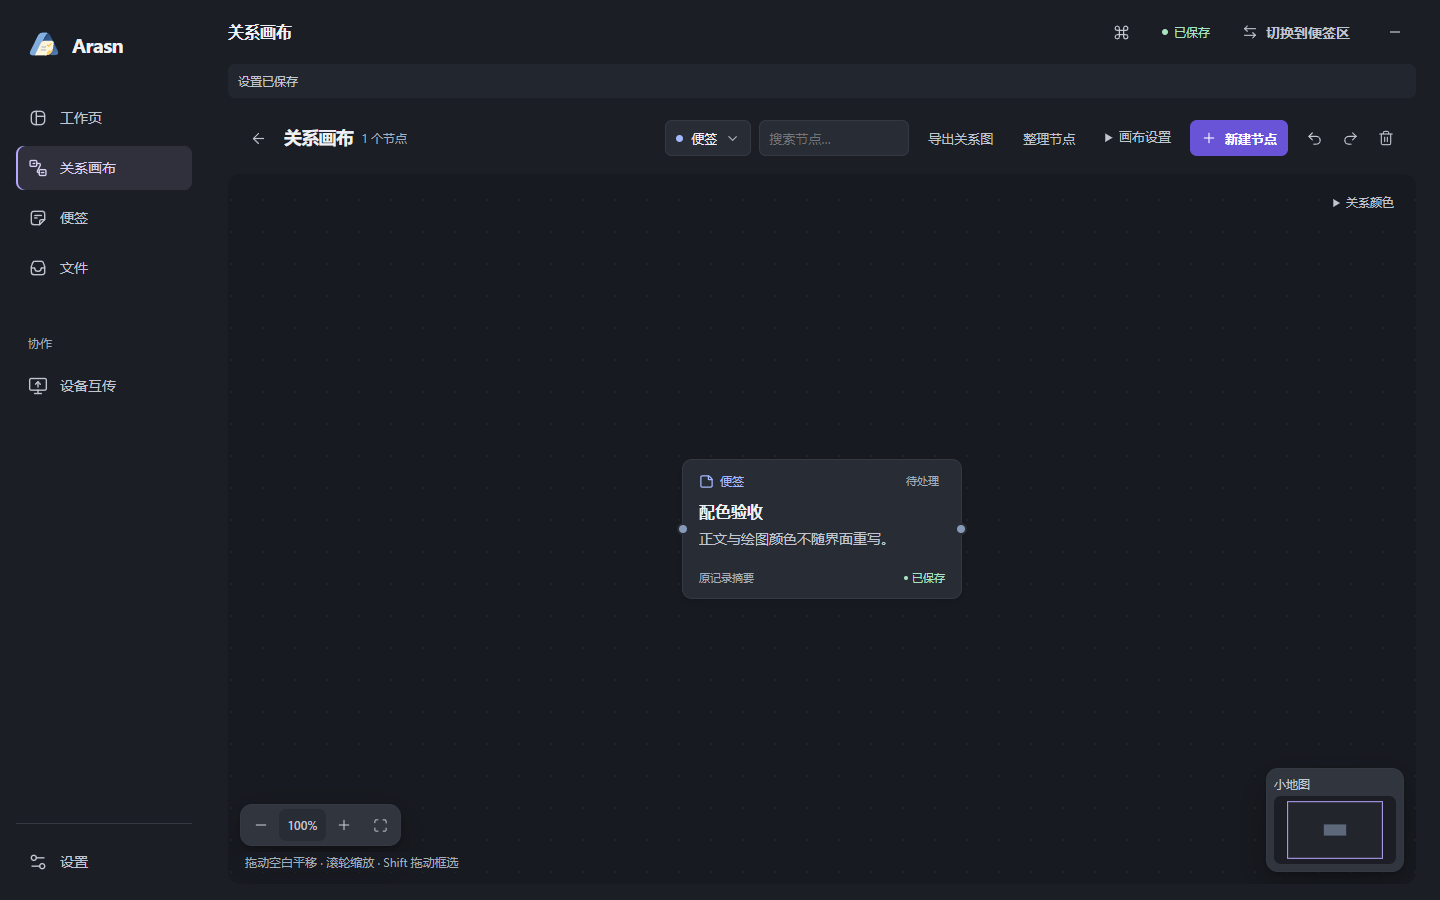 Arasn
工作页
关系画布
便签
文件
协作
设备互传
设置
关系画布
已保存
切换到便签区
设置已保存
关系画布 1 个节点
便签
搜索节点...
导出关系图
整理节点
画布设置
新建节点
关系颜色
便签
待处理
配色验收
正文与绘图颜色不随界面重写。
原记录摘要
已保存
100%
拖动空白平移 · 滚轮缩放 · Shift 拖动框选
小地图